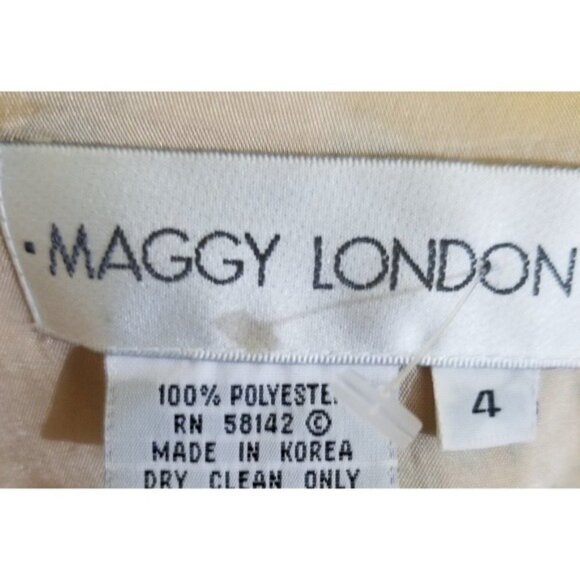 ·MAGGY LONDON
100% POLYESTE
RN 58142 ©
MADE IN KOREA
DRY CLEAN ONLY
4